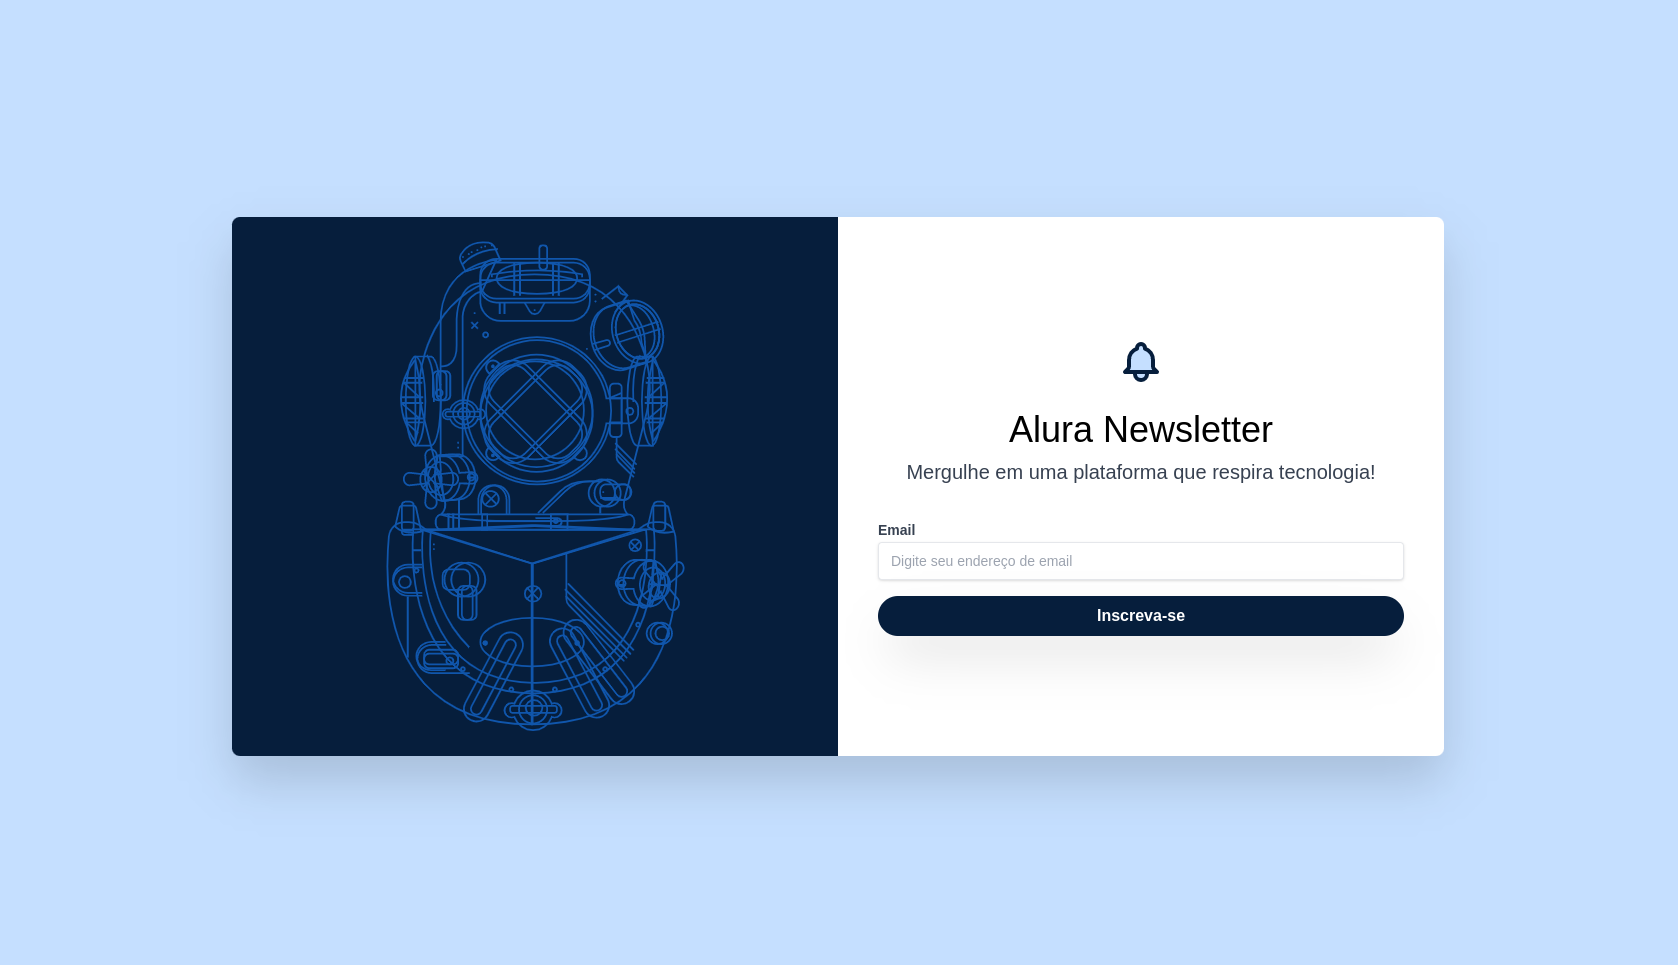 Alura Newsletter
Mergulhe em uma plataforma que respira tecnologia!
Email
Digite seu endereço de email
Inscreva-se